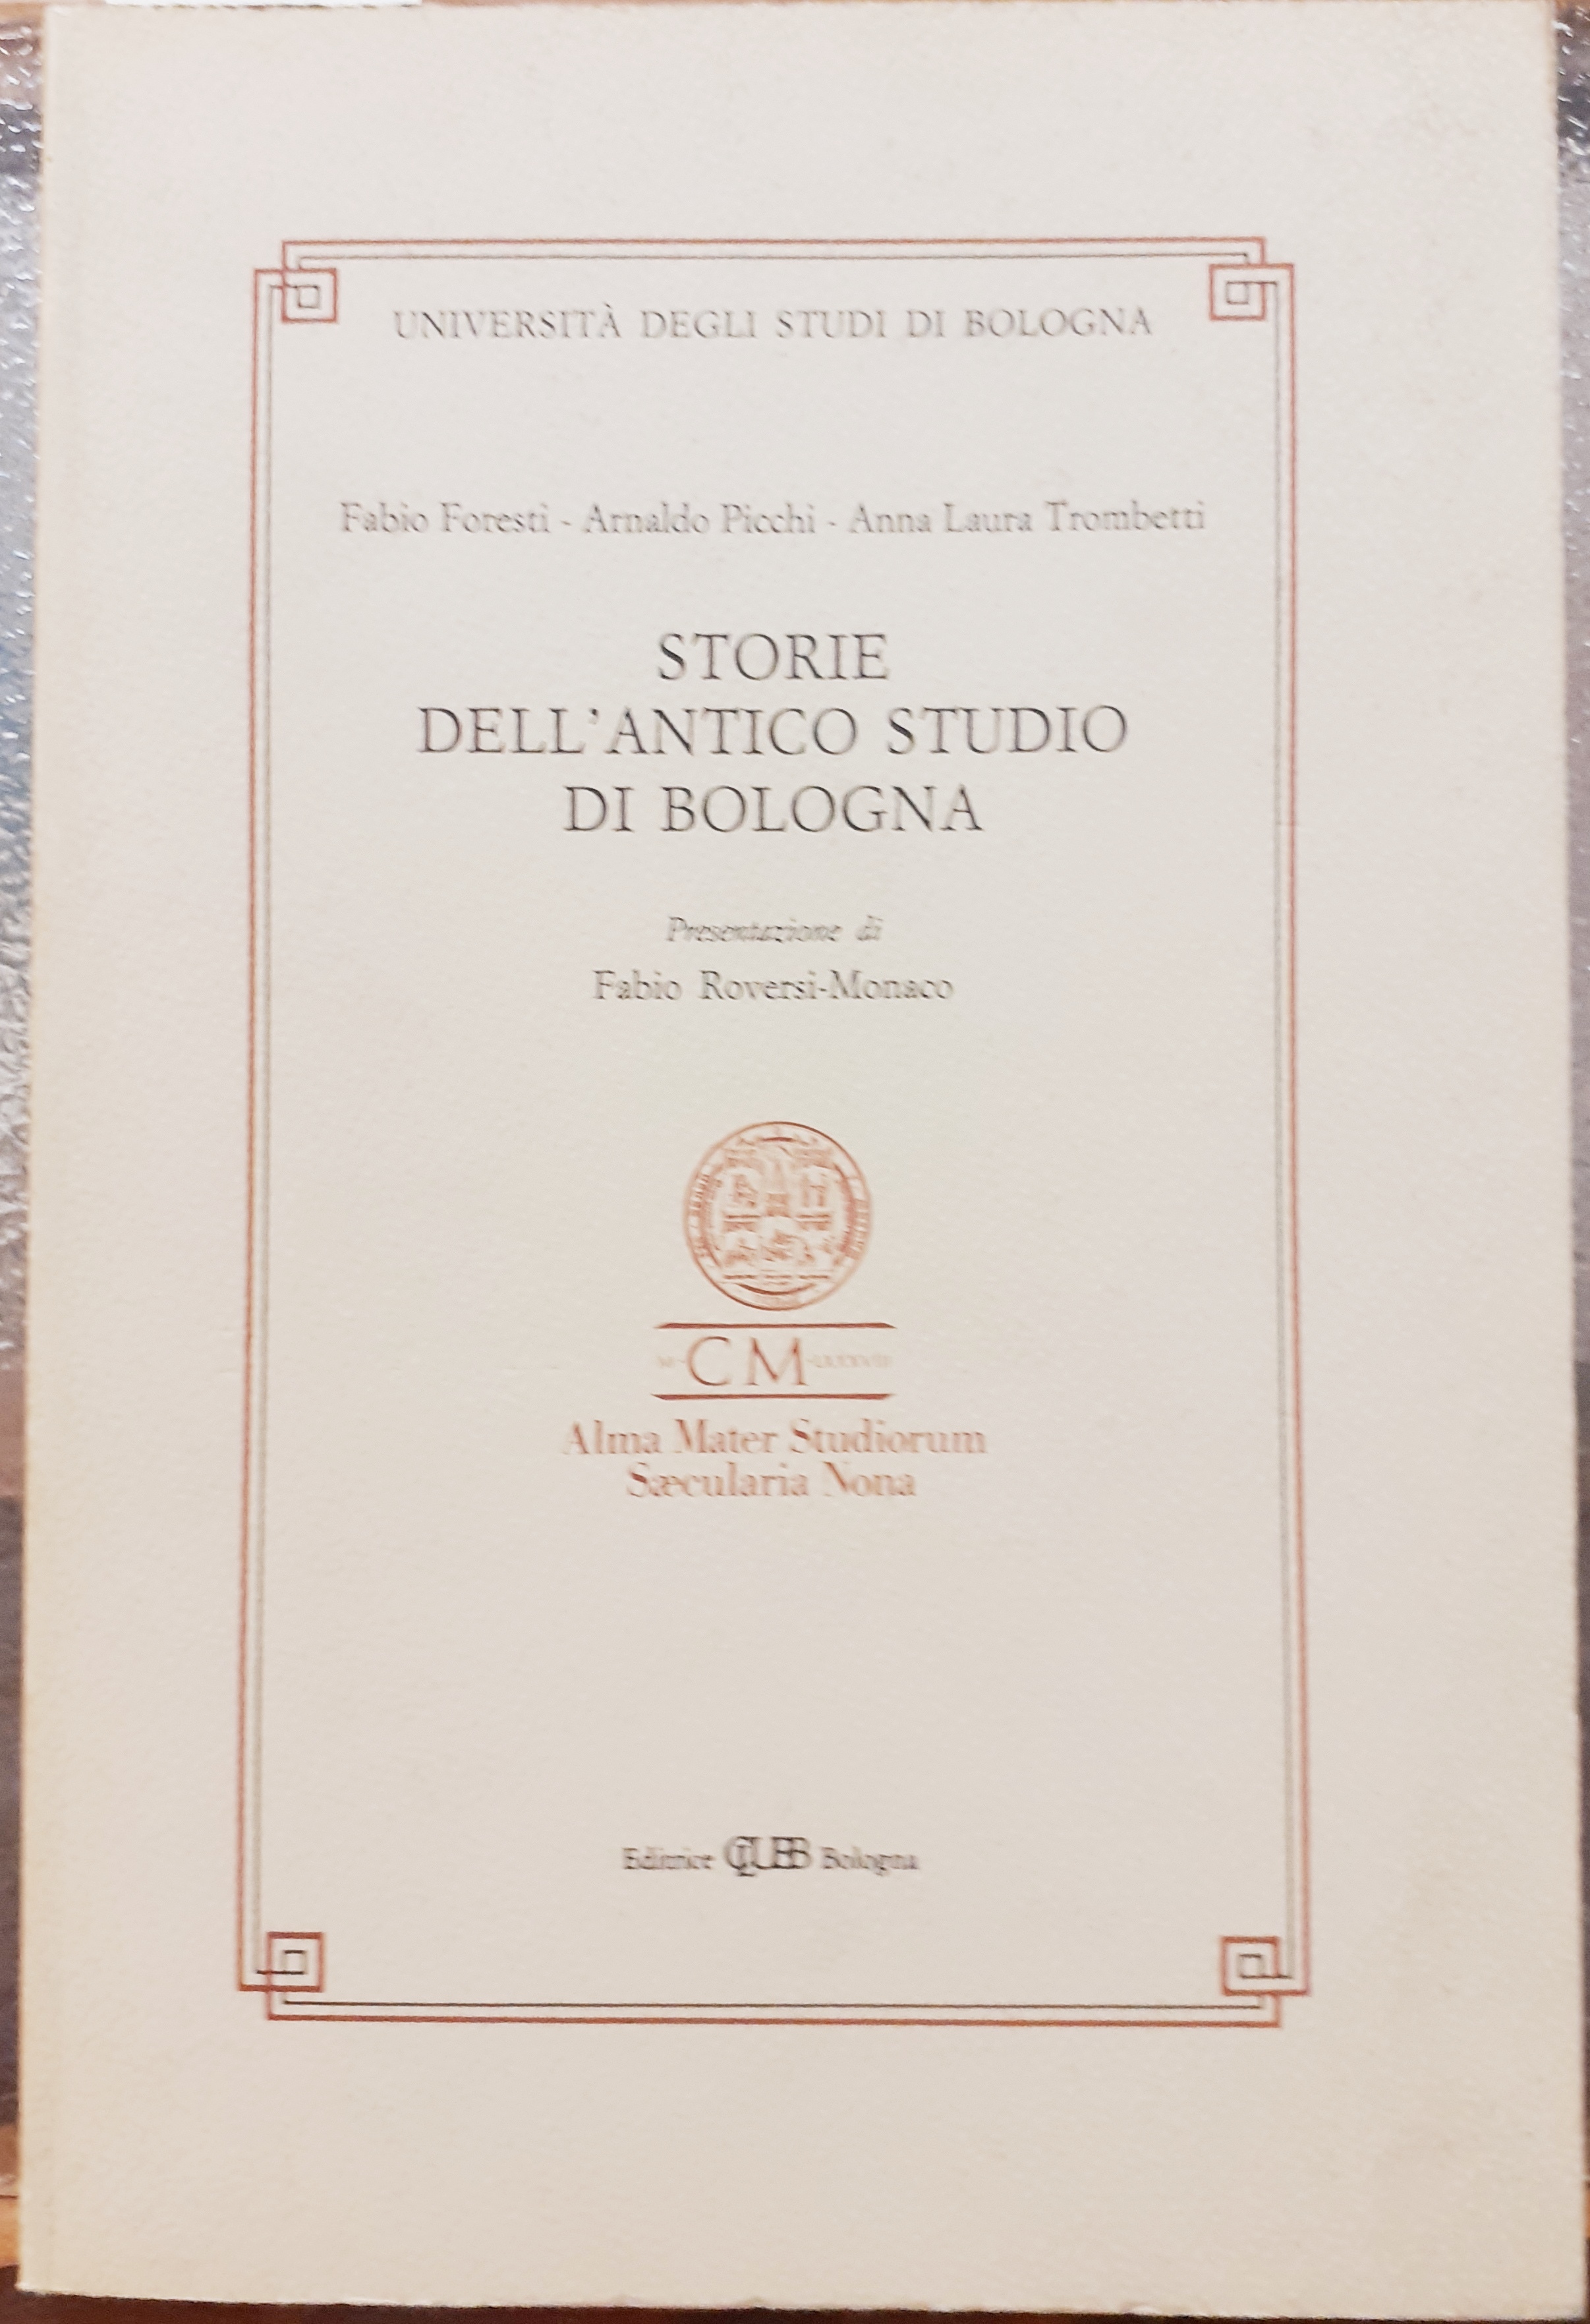 UNIVERSITÀ DEGLI STUDI DI BOLOGNA
Fabio Foresti - Arnaldo Picchi - Anna Laura Trombetti
STORIE
DELL'ANTICO STUDIO
DI BOLOGNA
Presentazione di
Fabio Roversi-Monaco
CM
Alma Mater Studiorum
Sæcularia Nona
Editrice CLUEB Bologna